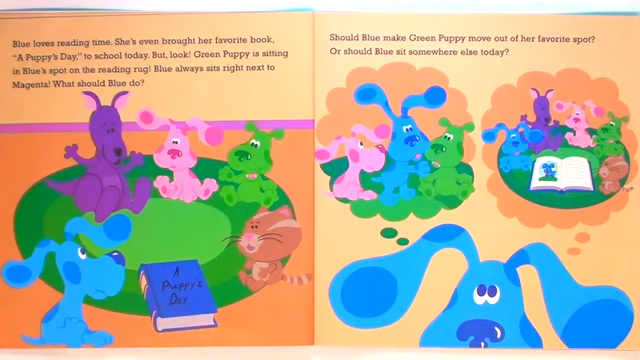 Blue loves reading time. She's even brought her favorite book,
"A Puppy's Day," to school today. But, look! Green Puppy is sitting
in Blue's spot on the reading rug! Blue always sits right next to
Magenta! What should Blue do?
A
Puppy's
Day
Should Blue make Green Puppy move out of her favorite spot?
Or should Blue sit somewhere else today?